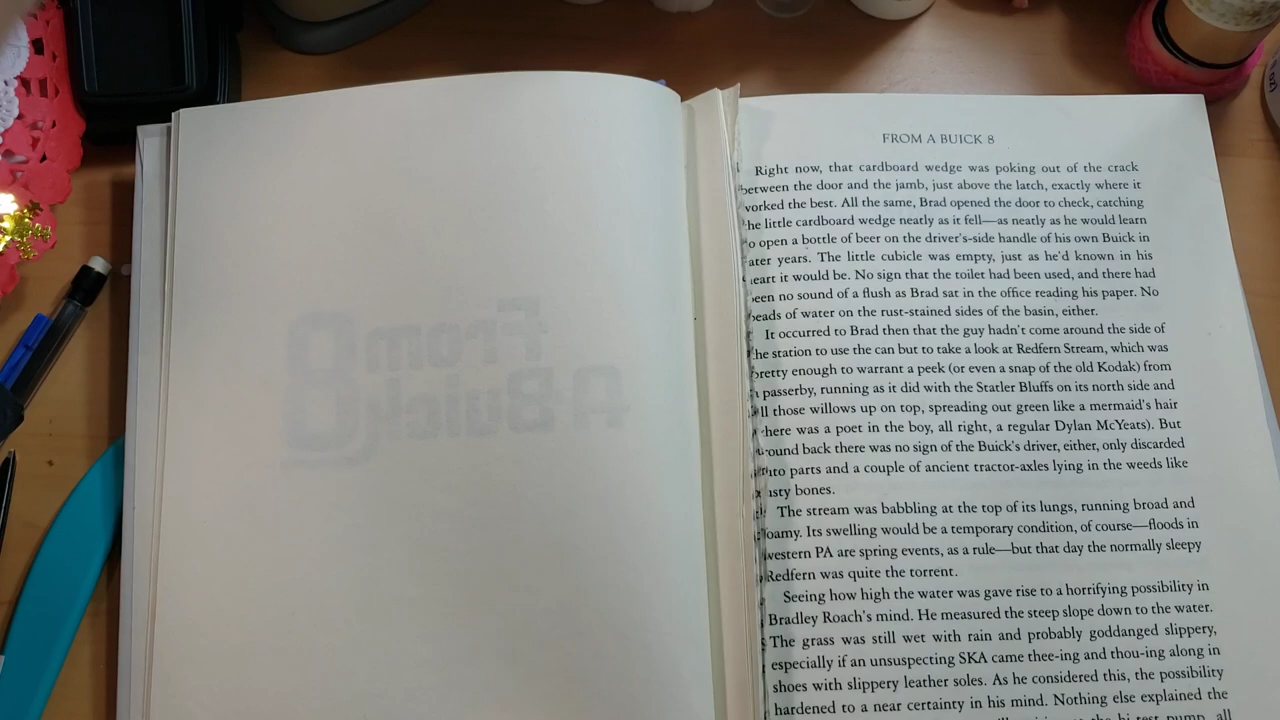 From
A Buick
8
FROM A BUICK 8
Right now, that cardboard wedge was poking out of the crack
between the door and the jamb, just above the latch, exactly where it
vorked the best. All the same, Brad opened the door to check, catching
he little cardboard wedge neatly as it fell—as neatly as he would learn
o open a bottle of beer on the driver's-side handle of his own Buick in
ater years. The little cubicle was empty, just as he'd known in his
eart it would be. No sign that the toilet had been used, and there had
een no sound of a flush as Brad sat in the office reading his paper. No
beads of water on the rust-stained sides of the basin, either.
It occurred to Brad then that the guy hadn't come around the side of
he station to use the can but to take a look at Redfern Stream, which was
pretty enough to warrant a peek (or even a snap of the old Kodak) from
passerby, running as it did with the Statler Bluffs on its north side and
ll those willows up on top, spreading out green like a mermaid's hair
here was a poet in the boy, all right, a regular Dylan McYeats). But
ound back there was no sign of the Buick's driver, either, only discarded
uto parts and a couple of ancient tractor-axles lying in the weeds like
usty bones.
The stream was babbling at the top of its lungs, running broad and
foamy. Its swelling would be a temporary condition, of course—floods in
western PA are spring events, as a rule—but that day the normally sleepy
Redfern was quite the torrent.
Seeing how high the water was gave rise to a horrifying possibility in
Bradley Roach's mind. He measured the steep slope down to the water.
The grass was still wet with rain and probably goddanged slippery,
especially if an unsuspecting SKA came thee-ing and thou-ing along in
shoes with slippery leather soles. As he considered this, the possibility
hardened to a near certainty in his mind. Nothing else explained the
the hi-test pump, all